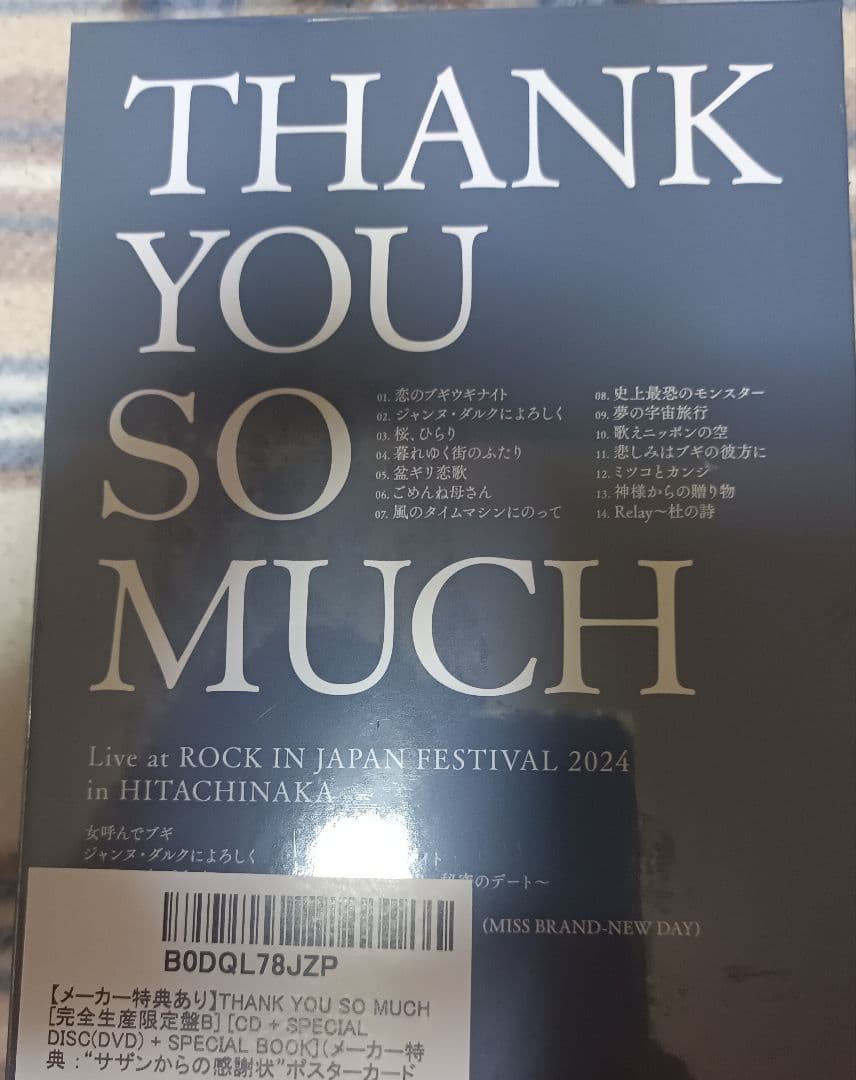 THANK
YOU
SO
MUCH
01. 恋のブギウギナイト
02. ジャンヌ・ダルクによろしく
03. 桜、ひらり
04. 暮れゆく街のふたり
05. 盆ギリ恋歌
06. ごめんね母さん
07. 風のタイムマシンにのって
08. 史上最恐のモンスター
09. 夢の宇宙旅行
10. 歌えニッポンの空
11. 悲しみはブギの彼方に
12. ミツコとカンジ
13. 神様からの贈り物
14. Relay〜杜の詩
Live at ROCK IN JAPAN FESTIVAL 2024
in HITACHINAKA
女呼んでブギ
ジャンヌ・ダルクによろしく
イト
秘密のデート〜
(MISS BRAND-NEW DAY)
B0DQL78JZP
【メーカー特典あり】THANK YOU SO MUCH
[完全生産限定盤B] [CD + SPECIAL
DISC(DVD) + SPECIAL BOOK](メーカー特
典 :“サザンからの感謝状”ポスターカード